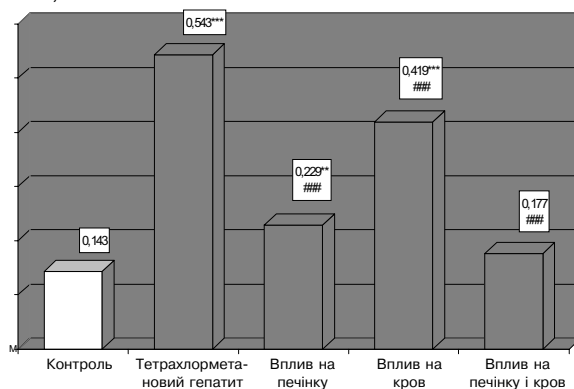 0,543***
0,419***
###
0,229**
###
0,177
###
0,143
М
Контроль
Тетрахлормета-
новий гепатит
Вплив на
печінку
Вплив на
кров
Вплив на
печінку і кров